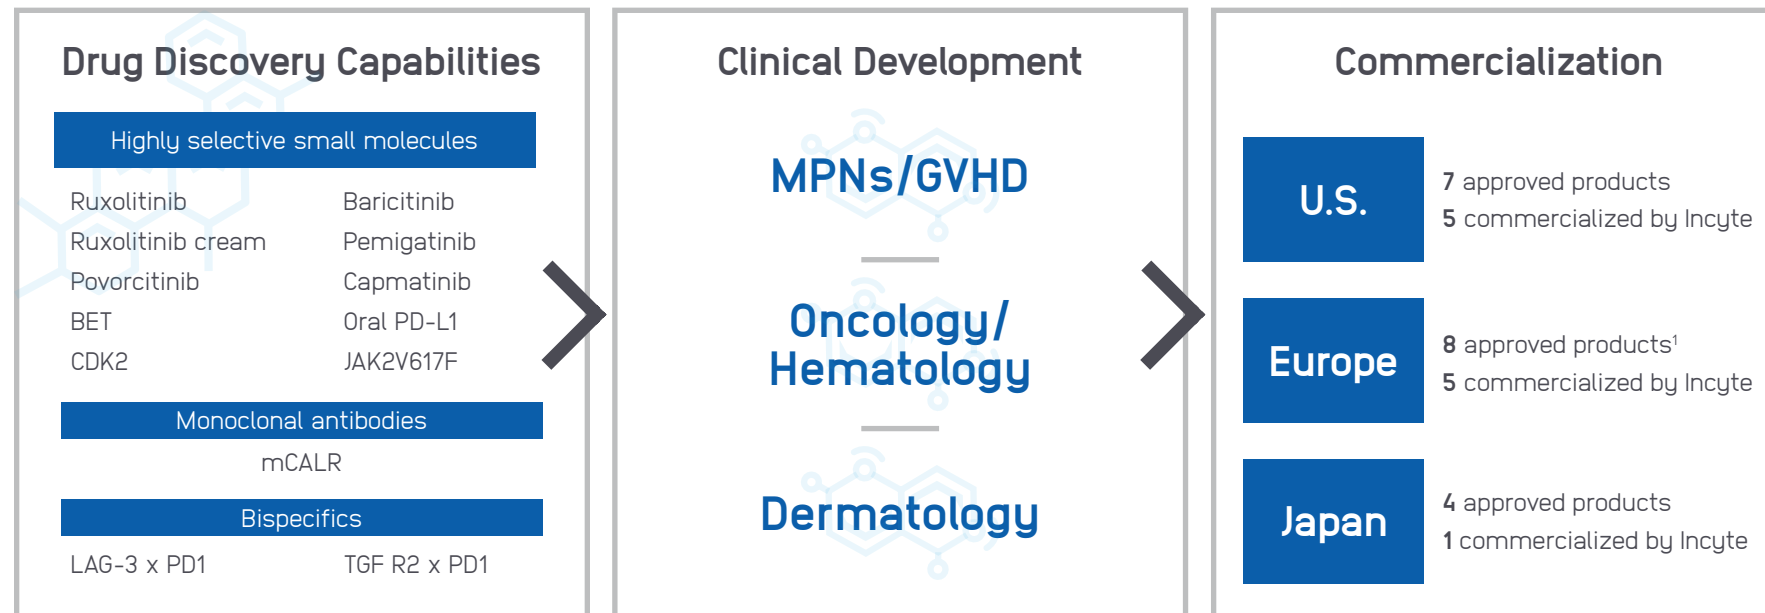 Drug Discovery Capabilities
Highly selective small molecules
Ruxolitinib
Baricitinib
Ruxolitinib cream
Pemigatinib
Povorcitinib
Capmatinib
BET
Oral PD-L1
CDK2
JAK2V617F
Monoclonal antibodies
mCALR
Bispecifics
LAG-3 x PD1
TGF R2 x PD1
Clinical Development
MPNs/GVHD
Oncology/
Hematology
Dermatology
Commercialization
U.S.
7 approved products
5 commercialized by Incyte
Europe
8 approved products¹
5 commercialized by Incyte
Japan
4 approved products
1 commercialized by Incyte